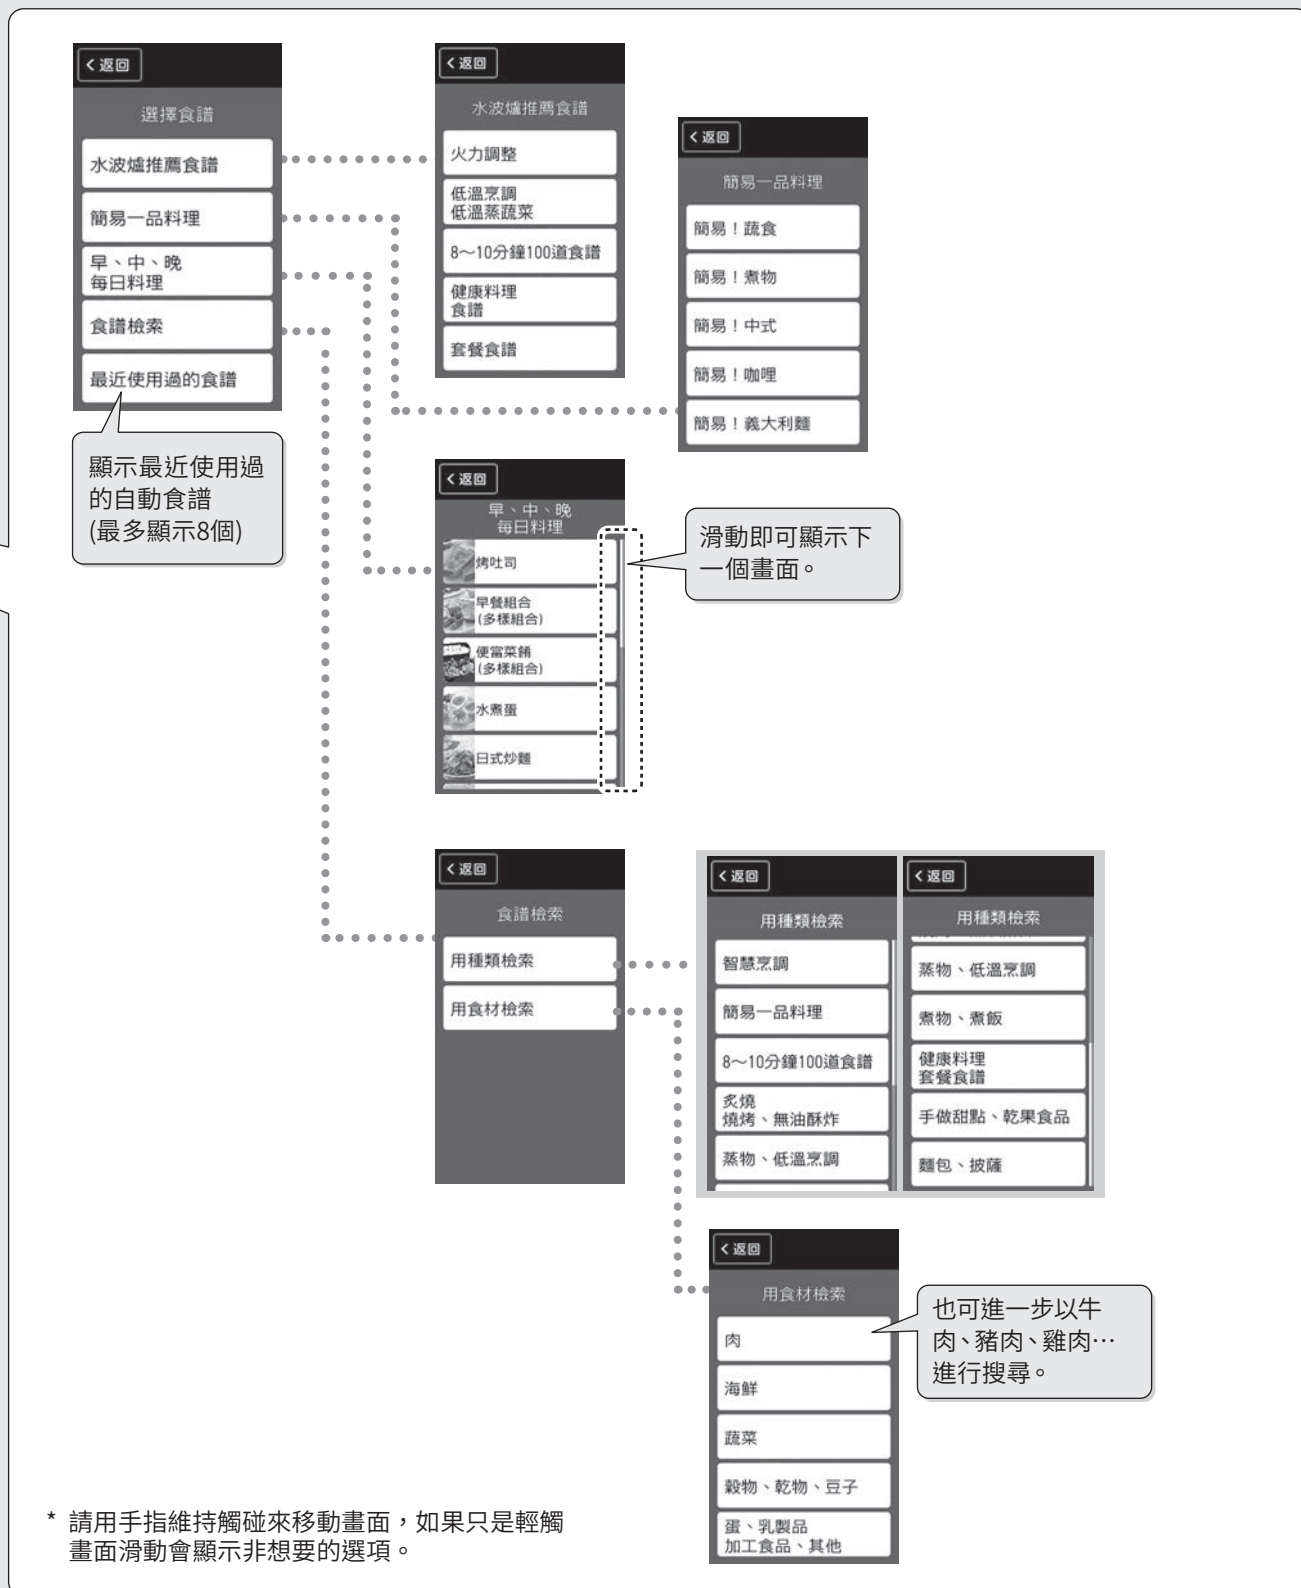 返回
選擇食譜
水波爐推薦食譜
簡易一品料理
早、中、晚
每日料理
食譜檢索
最近使用過的食譜
顯示最近使用過
的自動食譜
(最多顯示8個)
返回
水波爐推薦食譜
火力調整
低溫烹調
低溫蒸蔬菜
8～10分鐘100道食譜
健康料理
食譜
套餐食譜
返回
簡易一品料理
簡易！蔬食
簡易！煮物
簡易！中式
簡易！咖哩
簡易！義大利麵
返回
早、中、晚
每日料理
烤吐司
早餐組合
(多樣組合)
便當菜餚
(多樣組合)
水煮蛋
日式炒麵
滑動即可顯示下
一個畫面。
返回
食譜檢索
用種類檢索
用食材檢索
返回
用種類檢索
智慧烹調
簡易一品料理
8～10分鐘100道食譜
炙燒
燒烤、無油酥炸
蒸物、低溫烹調
返回
用種類檢索
蒸物、低溫烹調
煮物、煮飯
健康料理
套餐食譜
手做甜點、乾果食品
麵包、披薩
返回
用食材檢索
肉
海鮮
蔬菜
穀物、乾物、豆子
蛋、乳製品
加工食品、其他
也可進一步以牛
肉、豬肉、雞肉…
進行搜尋。
* 請用手指維持觸碰來移動畫面，如果只是輕觸
畫面滑動會顯示非想要的選項。